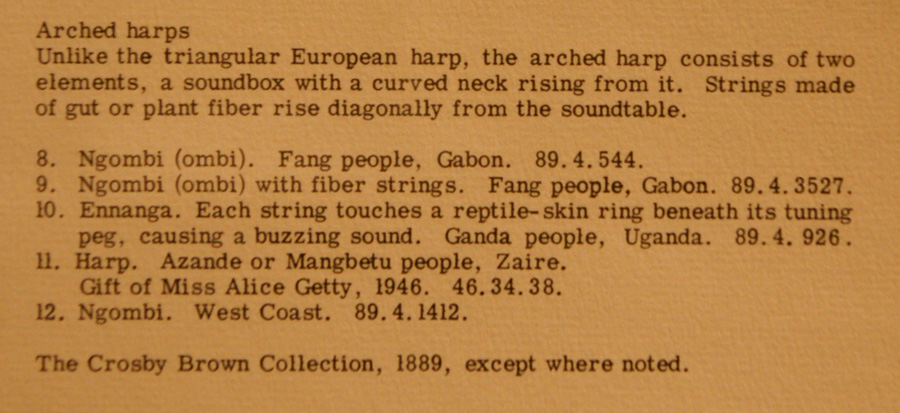 Arched harps
Unlike the triangular European harp, the arched harp consists of two
elements, a soundbox with a curved neck rising from it. Strings made
of gut or plant fiber rise diagonally from the soundtable.
8. Ngombi (ombi). Fang people, Gabon. 89.4.544.
9. Ngombi (ombi) with fiber strings. Fang people, Gabon. 89.4.3527.
10. Ennanga. Each string touches a reptile-skin ring beneath its tuning
peg, causing a buzzing sound. Ganda people, Uganda. 89.4. 926.
11. Harp. Azande or Mangbetu people, Zaire.
Gift of Miss Alice Getty, 1946. 46.34.38.
12. Ngombi. West Coast. 89.4.1412.
The Crosby Brown Collection, 1889, except where noted.